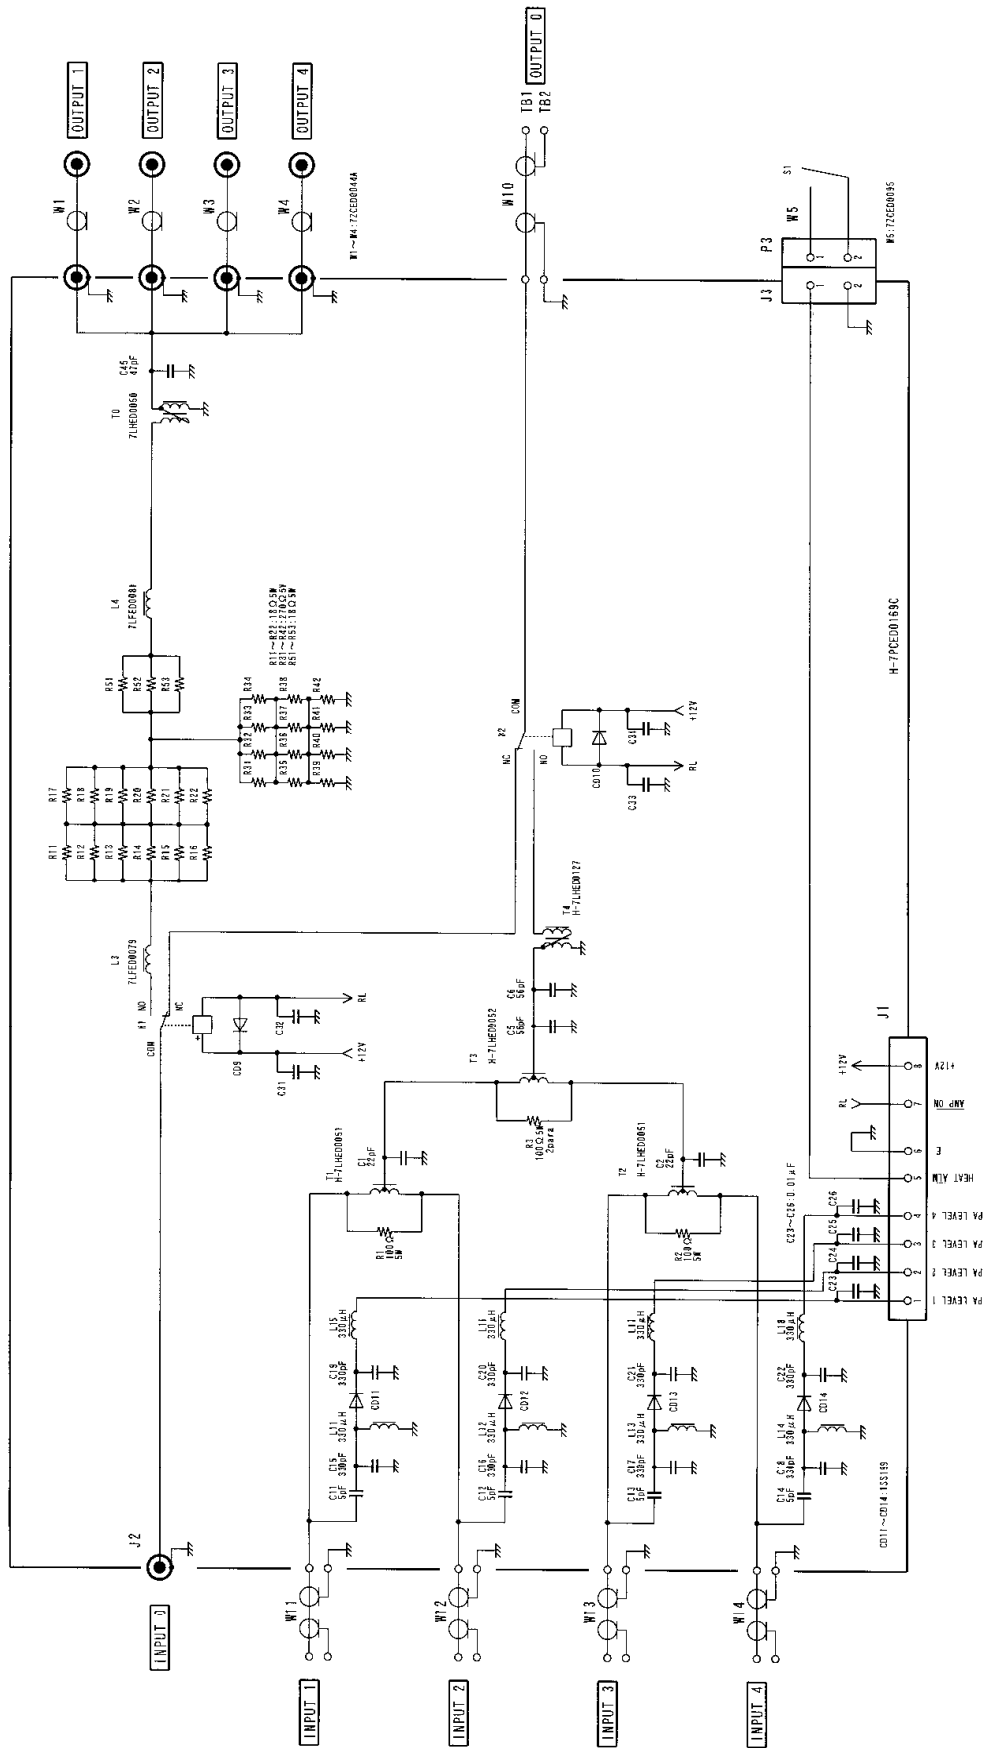 INPUT 0
J2
INPUT 1
INPUT 2
INPUT 3
INPUT 4
W11
W12
W13
W14
COM
K1
NO
NC
CD9
C31
C32
+12V
RL
L3
7LFED0079
R11
R12
R13
R14
R15
R16
R17
R18
R19
R20
R21
R22
R51
R52
R53
R31
R32
R33
R34
R35
R36
R37
R38
R39
R40
R41
R42
R11~R22:18Ω5W
R31~R42:270Ω5W
R51~R53:18Ω5W
L4
T0
7LHED0060
C45
47pF
W1
W2
W3
W4
OUTPUT 1
OUTPUT 2
OUTPUT 3
OUTPUT 4
W1~W4:7ZCED0044A
OUTPUT 0
TB1
TB2
W10
C11
5pF
C15
330pF
L11
330μH
CD11
C19
330pF
L15
330μH
C12
5pF
C16
330pF
L12
330μH
CD12
C20
330pF
L16
330μH
C13
5pF
C17
330pF
L13
330μH
CD13
C21
330pF
L17
330μH
C14
5pF
C18
330pF
L14
330μH
CD14
C22
330pF
L18
330μH
CD11~CD14:1SS199
R1
100Ω
5W
T1
H-7LHED0051
C1
22pF
R2
100Ω
5W
T2
H-7LHED0051
C2
22pF
R3
100Ω5W
2para
T3
H-7LHED0052
C5
56pF
C6
56pF
T4
H-7LHED0127
NC
NO
K2
COM
CD10
C33
C34
RL
+12V
C23~C26:0.01μF
C23
C24
C25
C26
J1
1
2
3
4
5
6
7
8
PA LEVEL 1
PA LEVEL 2
PA LEVEL 3
PA LEVEL 4
HEAT ALM
E
AMP ON
+12V
RL
+12V
H-7PCED0169C
J3
P3
1
2
1
2
W5
S1
W5:7ZCED0095